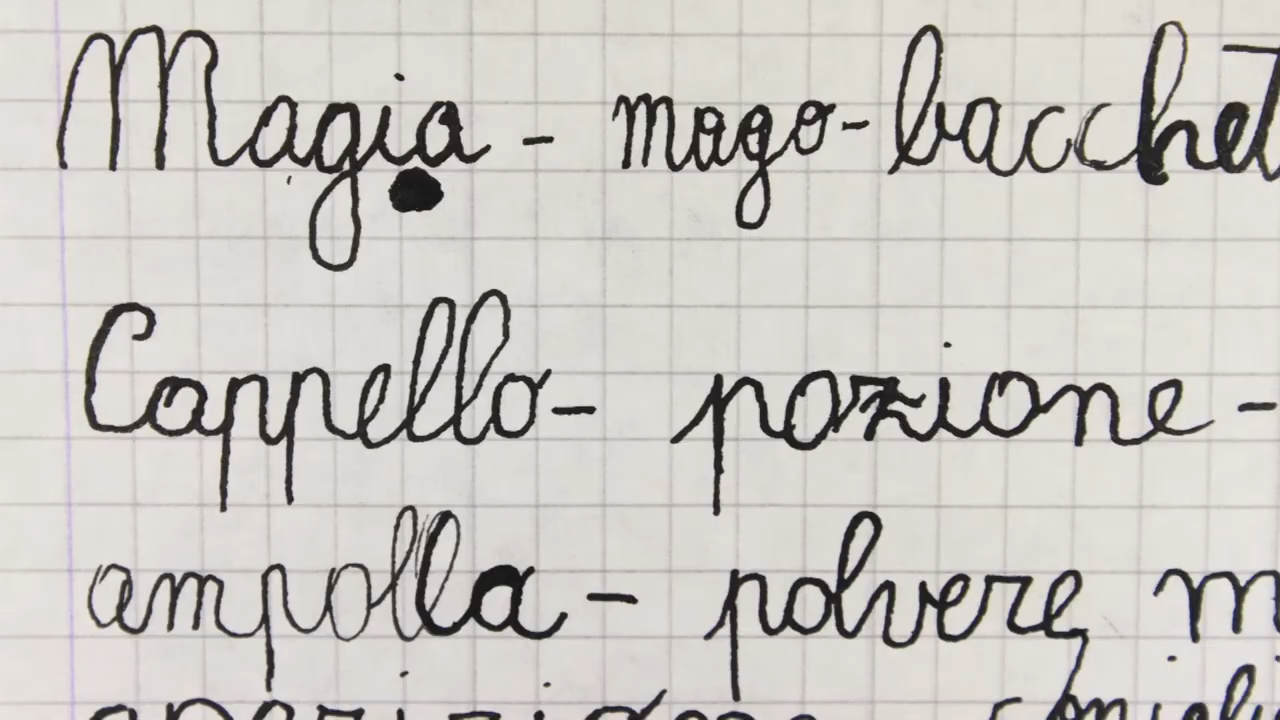 Magia - mago - bacchet
Cappello - pozione -
ampolla - polvere m